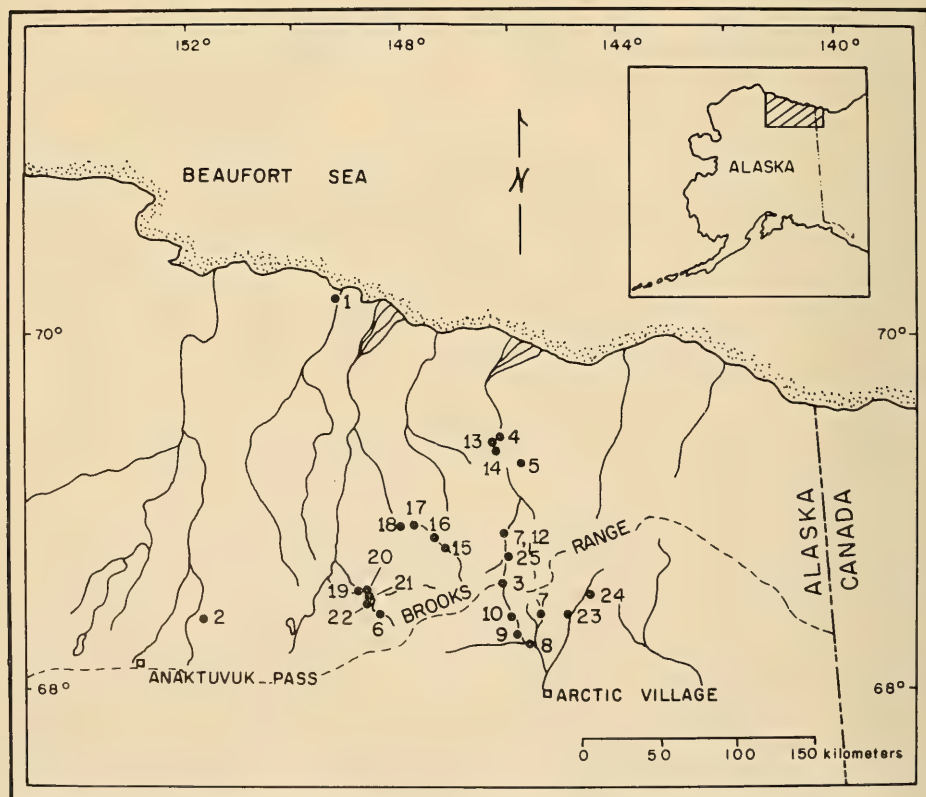 152° 148° 144° 140°
BEAUFORT SEA
N
ALASKA
70° 70°
1
4
13
14
5
17
18
16
15
7,12
25
RANGE
ALASKA
CANADA
20
21
19
22
6
BROOKS
3
10
9
8
7
24
23
2
ANAKTUVUK PASS
ARCTIC VILLAGE
68° 68°
0 50 100 150 kilometers